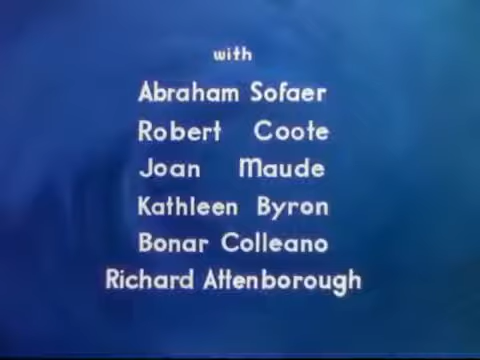 with
Abraham Sofaer
Robert Coote
Joan Maude
Kathleen Byron
Bonar Colleano
Richard Attenborough